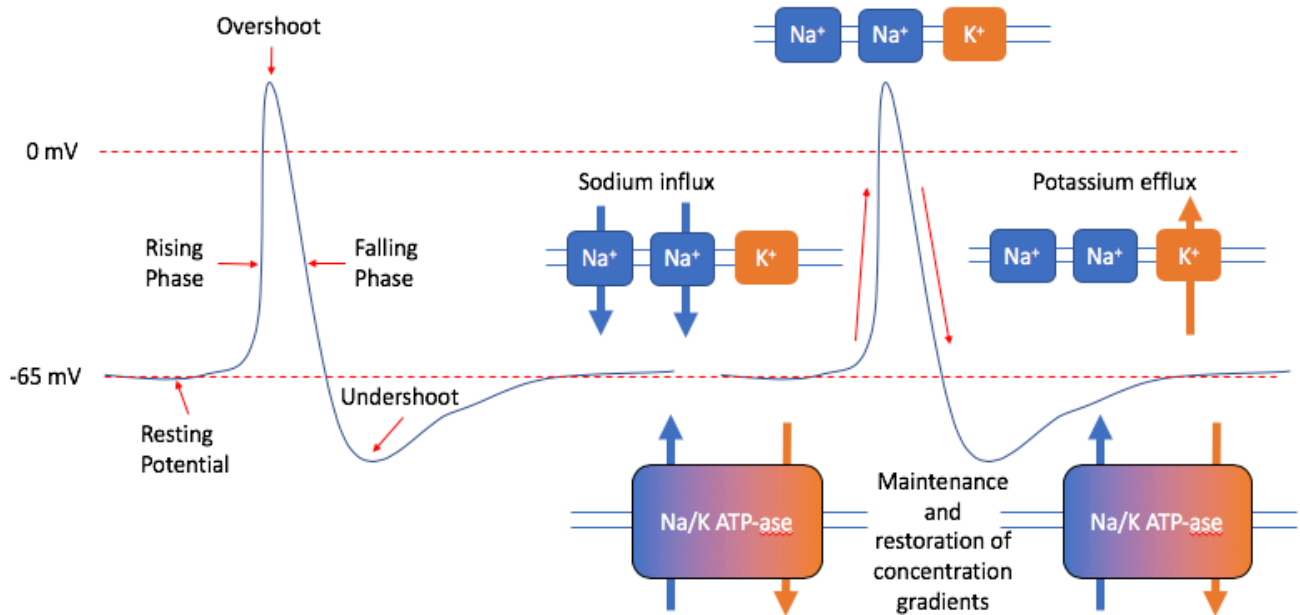 Overshoot
0 mV
Rising
Phase
Falling
Phase
-65 mV
Resting
Potential
Undershoot
Na⁺
Na⁺
K⁺
Sodium influx
Na⁺
Na⁺
K⁺
Potassium efflux
Na⁺
Na⁺
K⁺
Na/K ATP-ase
Maintenance
and
restoration of
concentration
gradients
Na/K ATP-ase